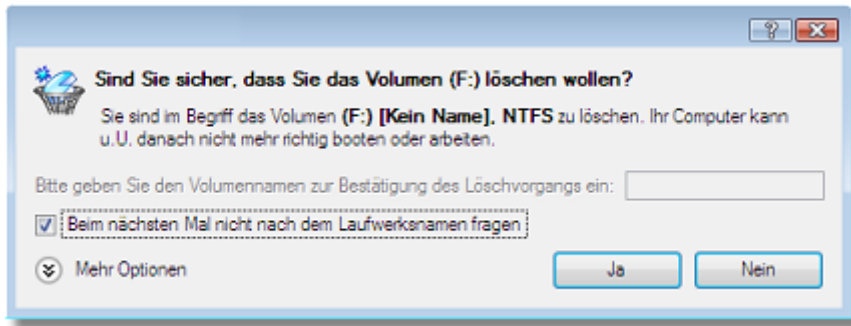 Sind Sie sicher, dass Sie das Volumen (F:) löschen wollen?
Sie sind im Begriff das Volumen (F:) [Kein Name], NTFS zu löschen. Ihr Computer kann
u.U. danach nicht mehr richtig booten oder arbeiten.
Bitte geben Sie den Volumennamen zur Bestätigung des Löschvorgangs ein:
Beim nächsten Mal nicht nach dem Laufwerksnamen fragen
Mehr Optionen
Ja
Nein